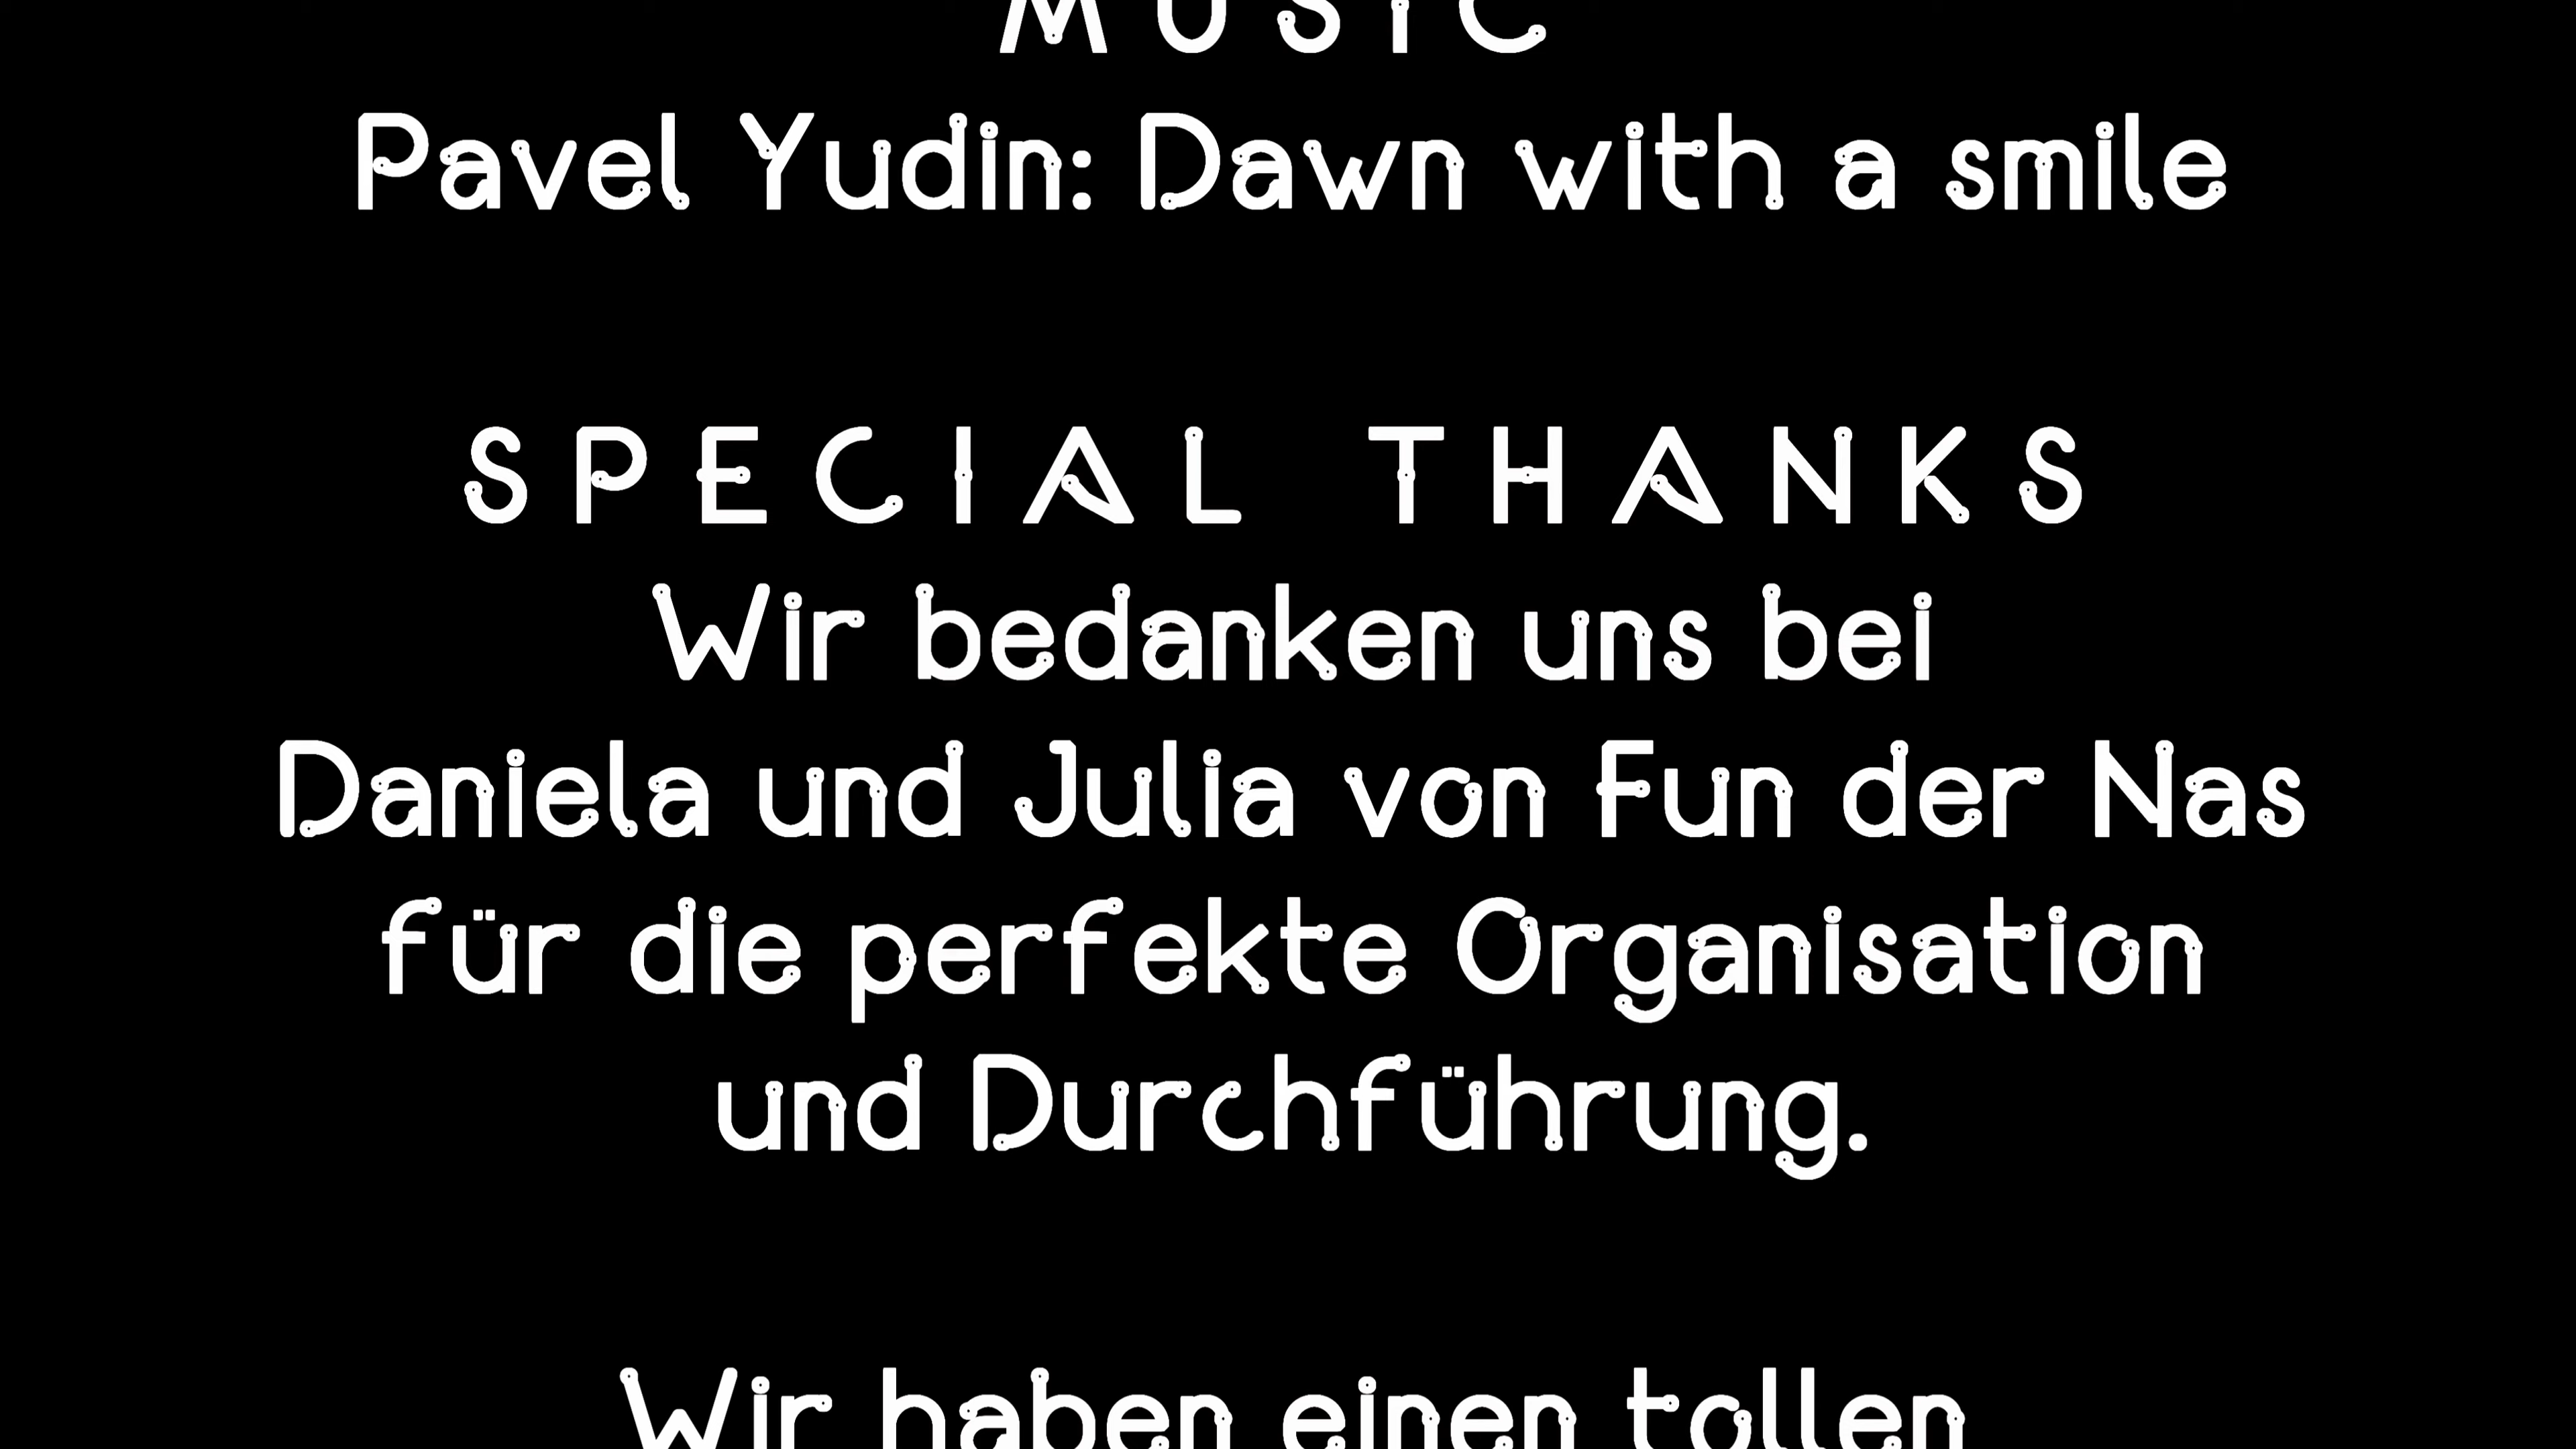 MUSIC
Pavel Yudin: Dawn with a smile
SPECIAL THANKS
Wir bedanken uns bei
Daniela und Julia von Fun der Nas
für die perfekte Organisation
und Durchführung.
Wir haben einen tollen